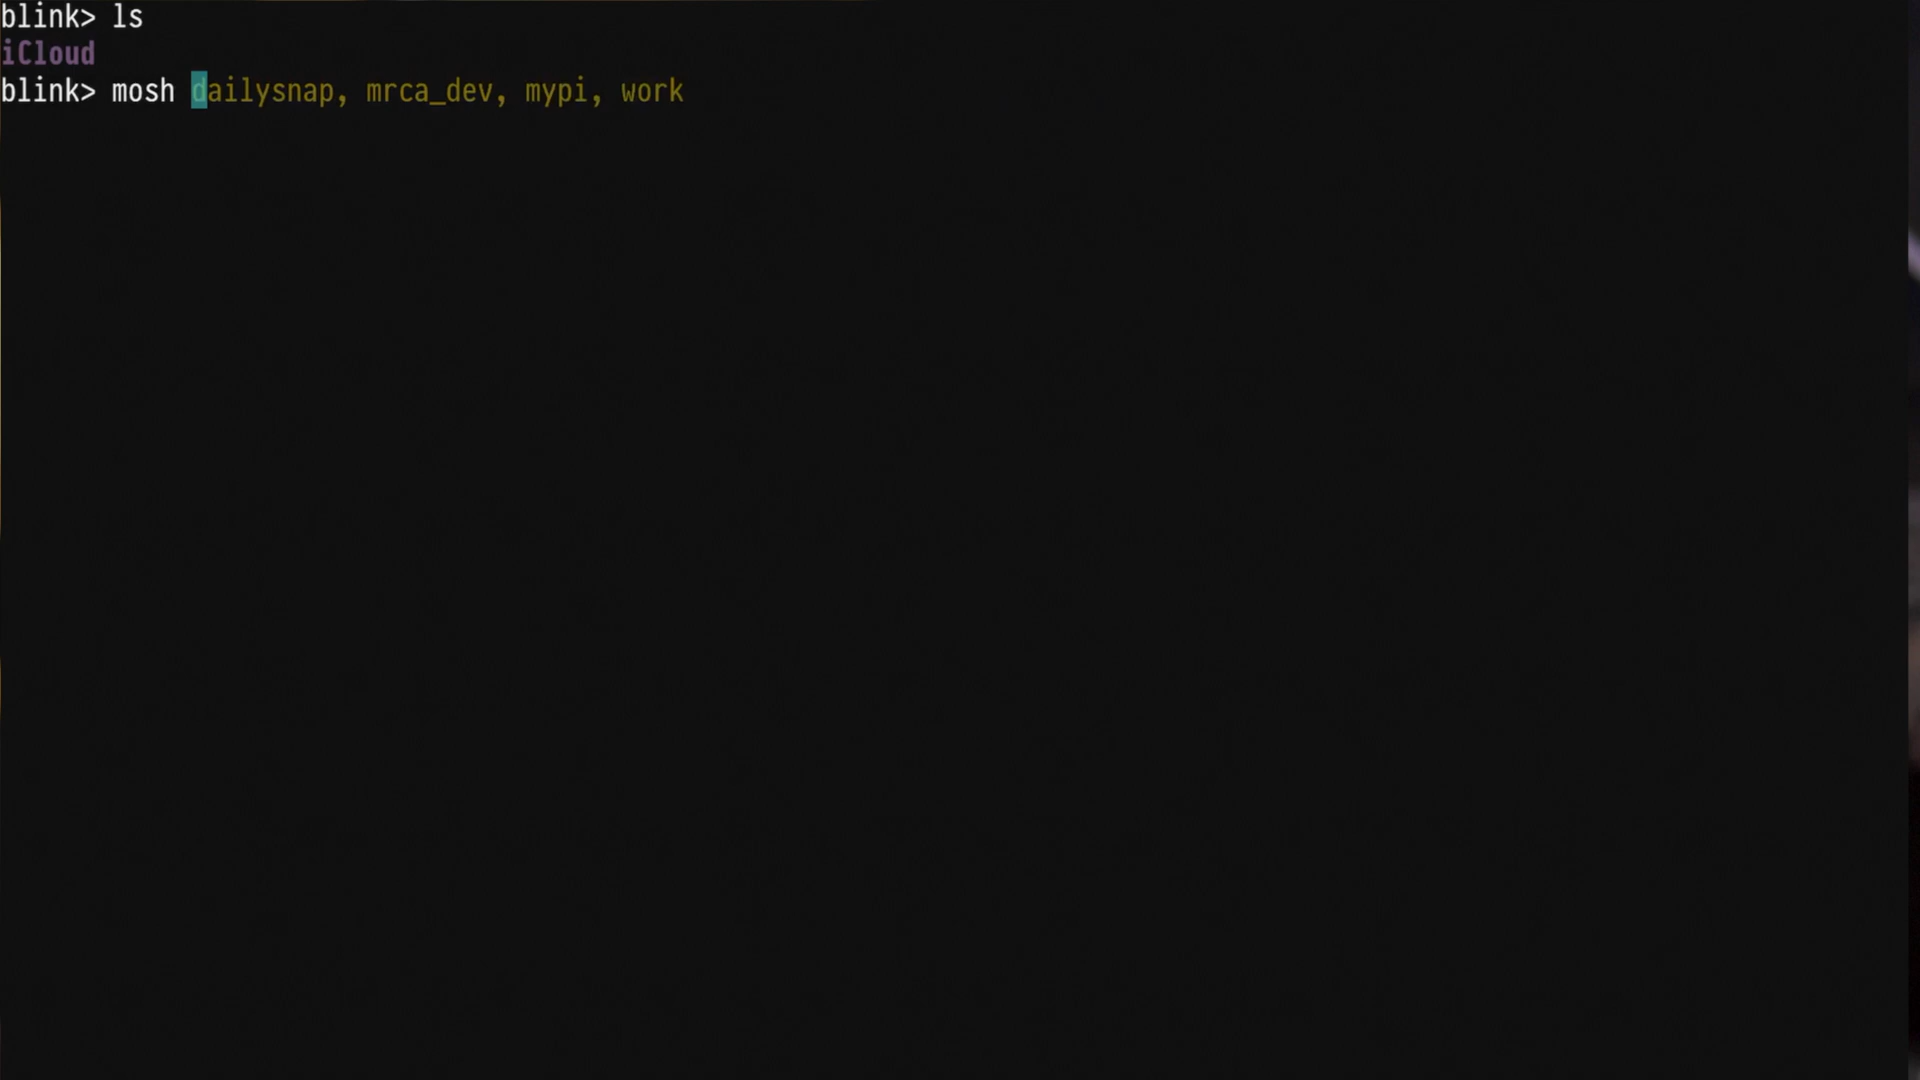 blink> ls
iCloud
blink> mosh dailysnap, mrca_dev, mypi, work